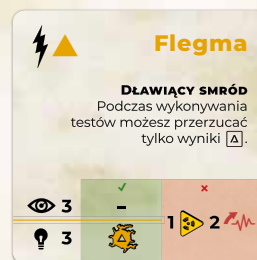 Flegma
DŁAWIĄCY SMRÓD
Podczas wykonywania
testów możesz przerzucać
tylko wyniki △.
3 –
3 1 2